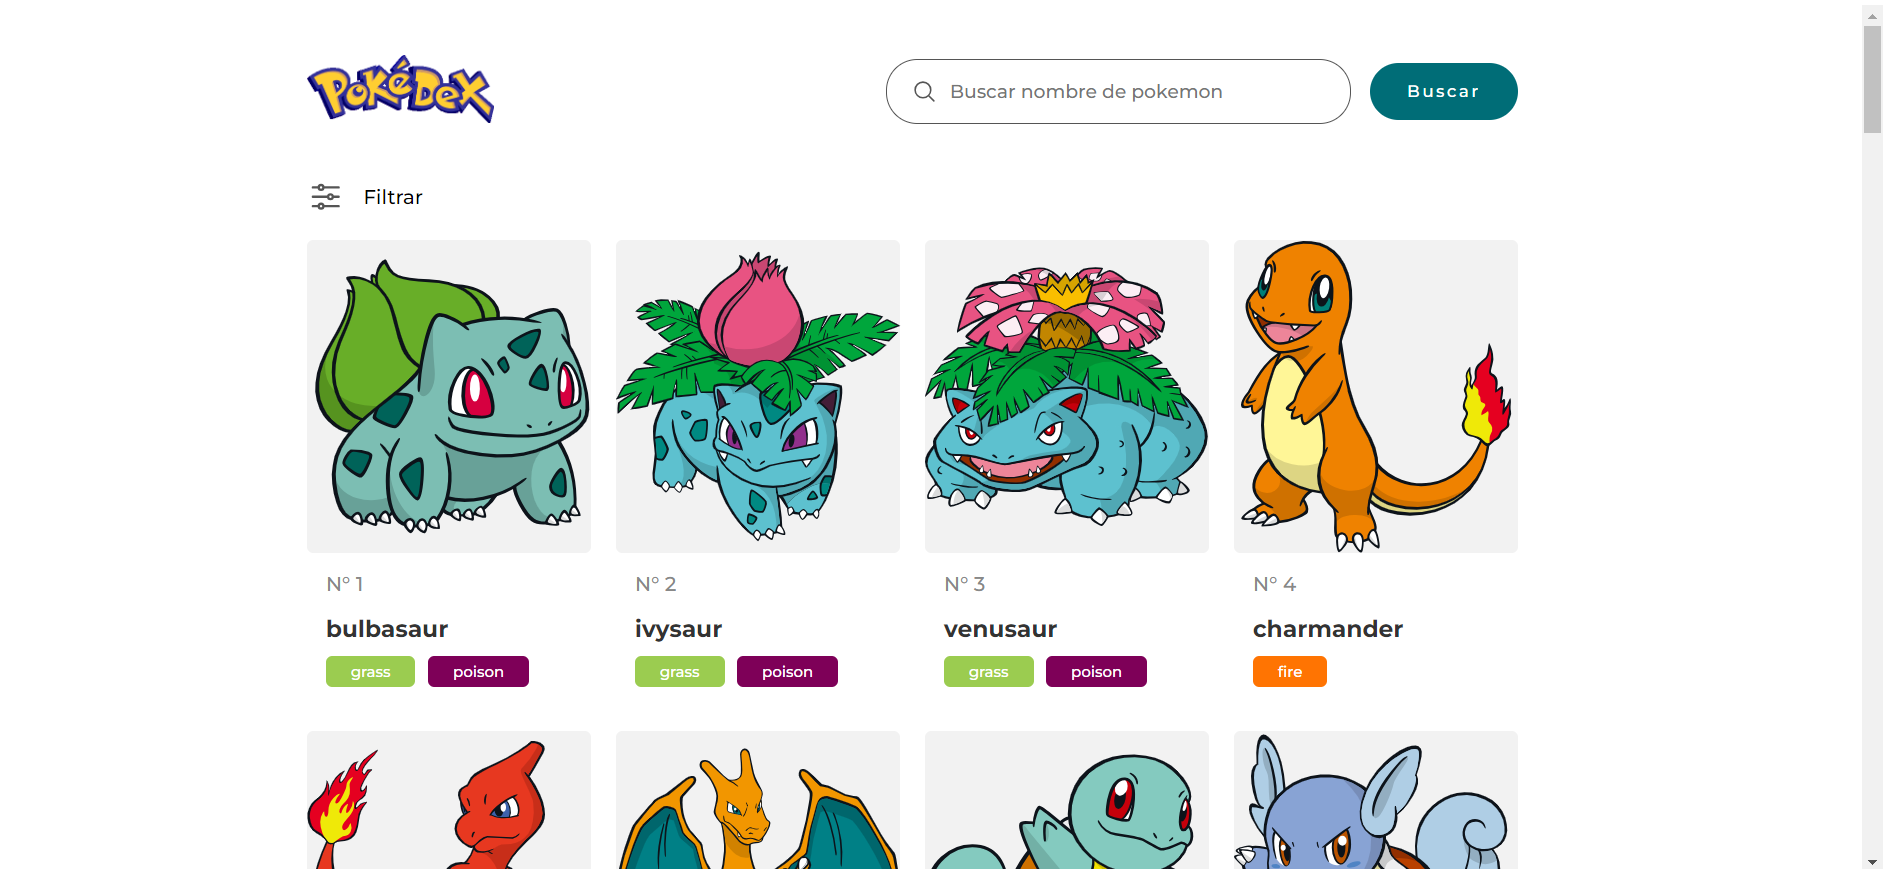 PokéDex
Buscar nombre de pokemon
Buscar
Filtrar
N° 1
N° 2
N° 3
N° 4
bulbasaur
ivysaur
venusaur
charmander
grass poison
grass poison
grass poison
fire